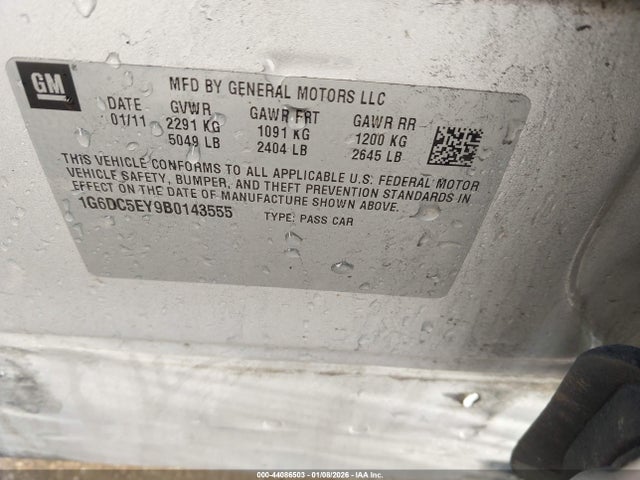 GM
MFD BY GENERAL MOTORS LLC
DATE GVWR GAWR FRT GAWR RR
01/11 2291 KG 1091 KG 1200 KG
5049 LB 2404 LB 2645 LB
THIS VEHICLE CONFORMS TO ALL APPLICABLE U.S. FEDERAL MOTOR
VEHICLE SAFETY, BUMPER, AND THEFT PREVENTION STANDARDS IN
EFFECT ON THE DATE OF MANUFACTURE SHOWN ABOVE.
1G6DC5EY9B0143555 TYPE: PASS CAR
000-44086503 - 01/08/2026 - IAA Inc.